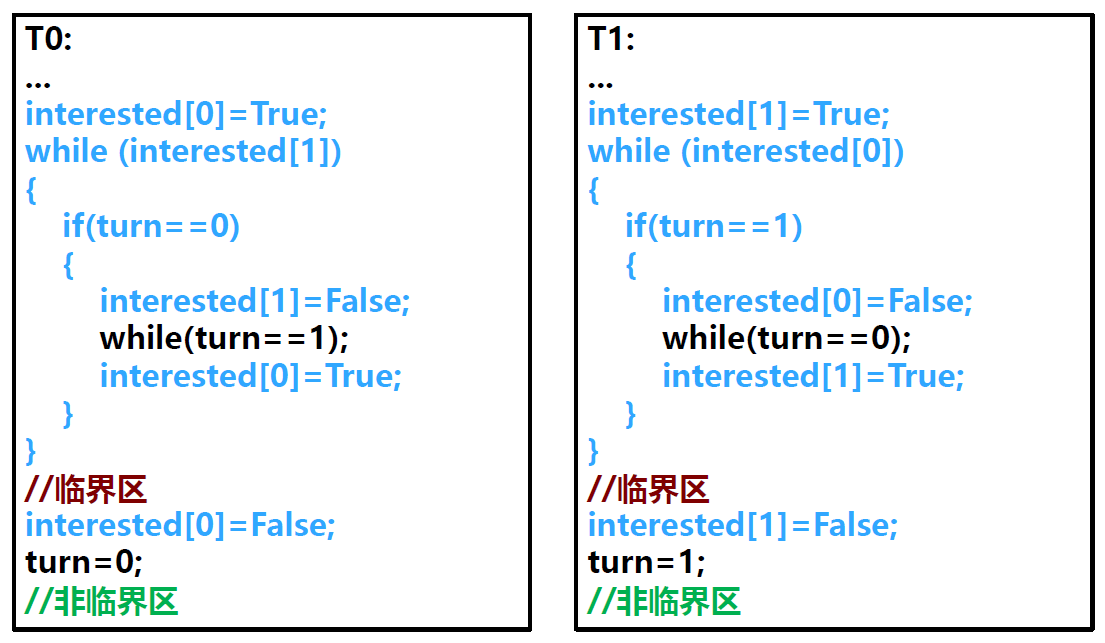 T0:
...
interested[0]=True;
while (interested[1])
{
if(turn==0)
{
interested[1]=False;
while(turn==1);
interested[0]=True;
}
}
//临界区
interested[0]=False;
turn=0;
//非临界区
T1:
...
interested[1]=True;
while (interested[0])
{
if(turn==1)
{
interested[0]=False;
while(turn==0);
interested[1]=True;
}
}
//临界区
interested[1]=False;
turn=1;
//非临界区